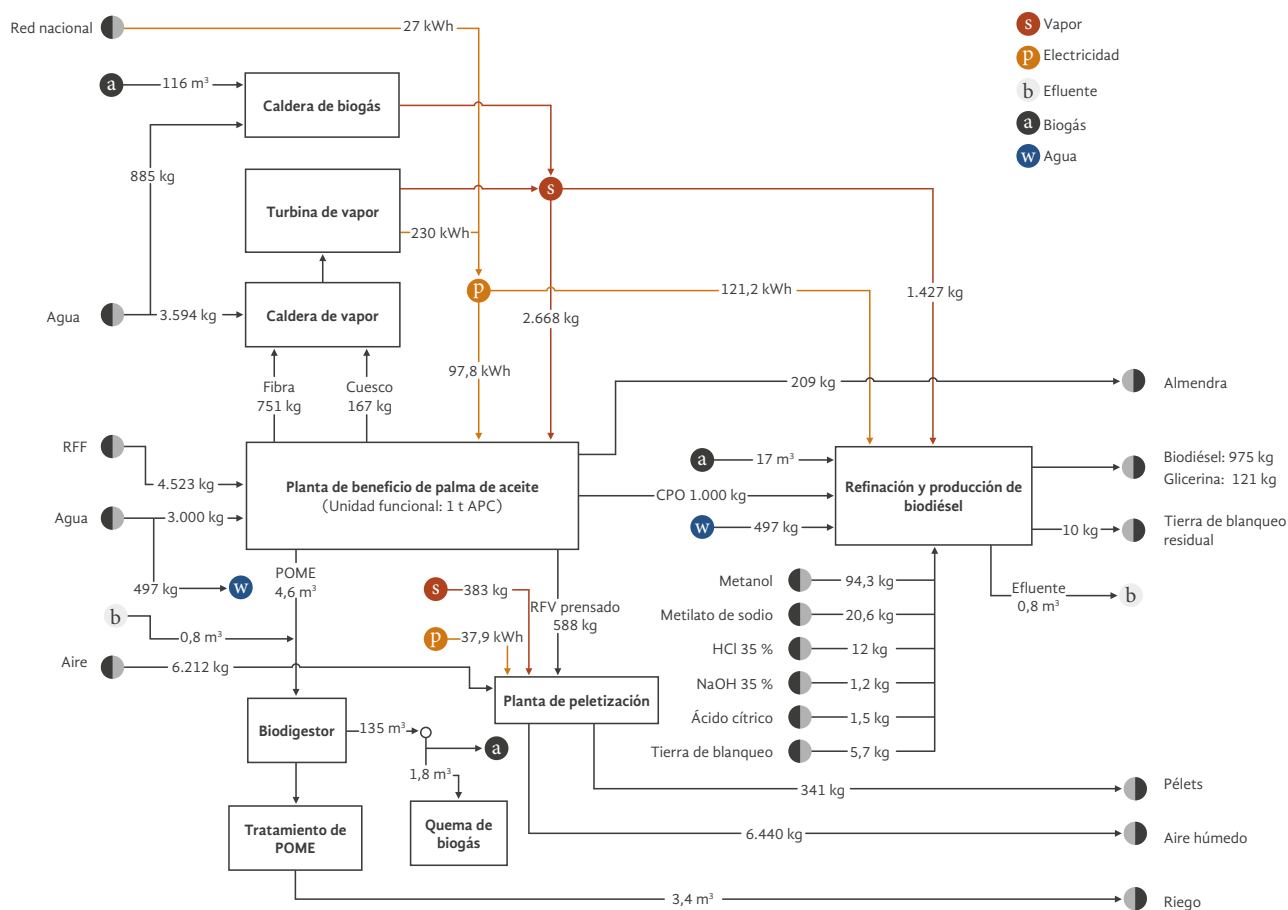 Red nacional
27 kWh
s Vapor
p Electricidad
b Efluente
a Biogás
w Agua
a
116 m³
Caldera de biogás
885 kg
s
Turbina de vapor
230 kWh
p
121,2 kWh
1.427 kg
Agua
3.594 kg
Caldera de vapor
2.668 kg
97,8 kWh
Fibra
751 kg
Cuesco
167 kg
209 kg
Almendra
RFF
4.523 kg
Planta de beneficio de palma de aceite
(Unidad funcional: 1 t APC)
a
17 m³
CPO 1.000 kg
w
497 kg
Refinación y producción de
biodiésel
Biodiésel: 975 kg
Glicerina: 121 kg
10 kg
Tierra de blanqueo
residual
Agua
3.000 kg
497 kg
w
POME
4,6 m³
b
0,8 m³
s
383 kg
p
37,9 kWh
RFV prensado
588 kg
Metanol
94,3 kg
Metilato de sodio
20,6 kg
HCl 35 %
12 kg
NaOH 35 %
1,2 kg
Ácido cítrico
1,5 kg
Tierra de blanqueo
5,7 kg
Efluente
0,8 m³
b
Aire
6.212 kg
Planta de peletización
Biodigestor
135 m³
a
1,8 m³
341 kg
Pélets
Tratamiento de
POME
Quema de
biogás
6.440 kg
Aire húmedo
3,4 m³
Riego